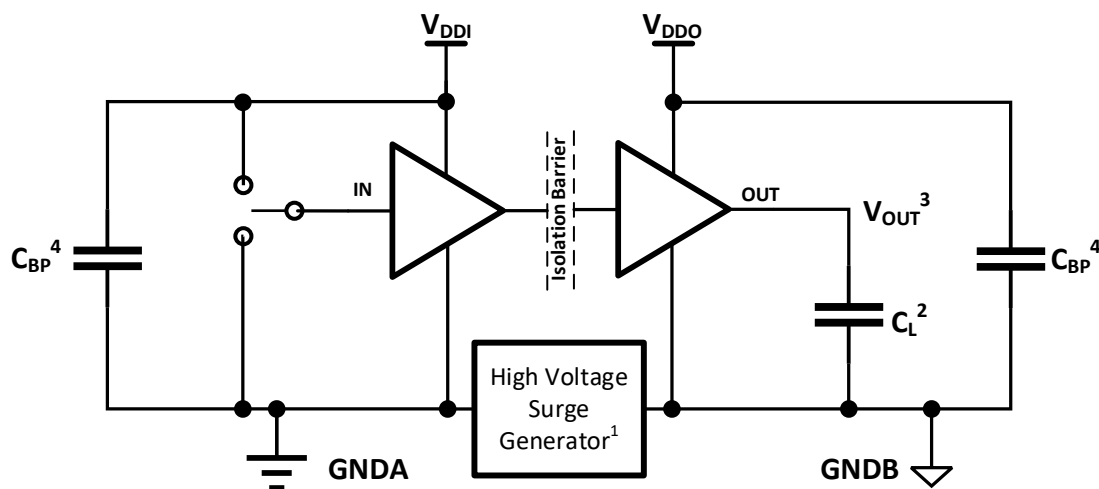 VDDI
VDDO
IN
Isolation Barrier
OUT
VOUT3
CBP4
CBP4
CL2
High Voltage
Surge
Generator1
GNDA
GNDB